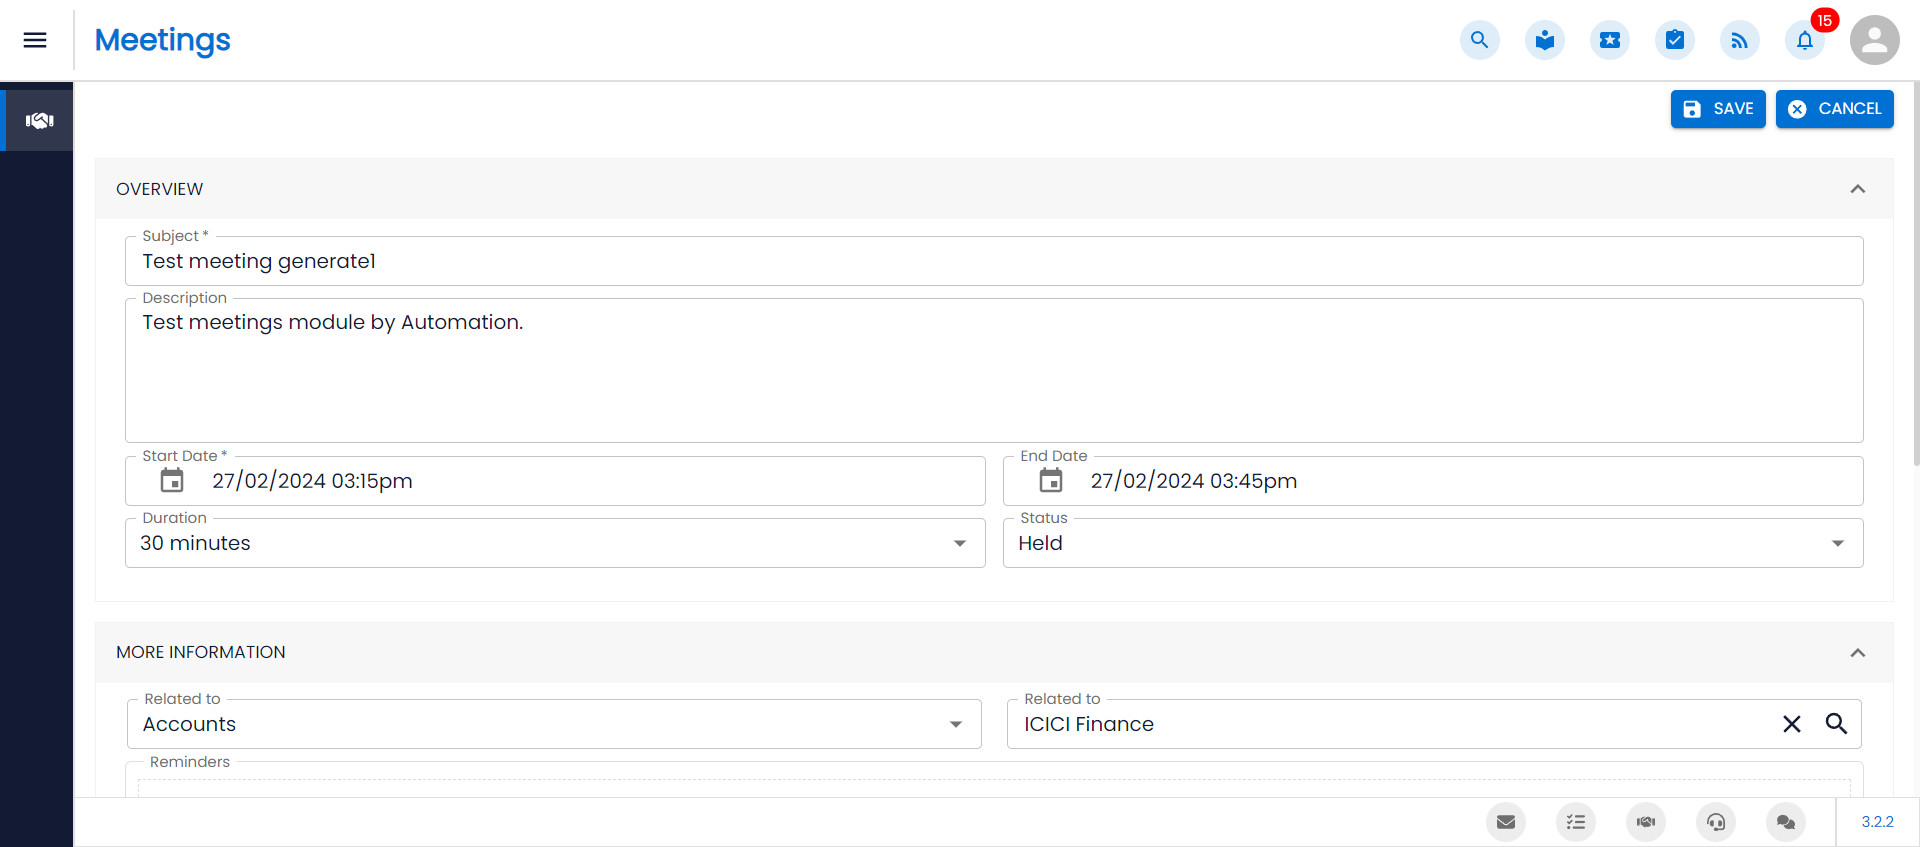 Meetings
15
SAVE
CANCEL
OVERVIEW
Subject *
Test meeting generate1
Description
Test meetings module by Automation.
Start Date *
27/02/2024 03:15pm
End Date
27/02/2024 03:45pm
Duration
30 minutes
Status
Held
MORE INFORMATION
Related to
Accounts
Related to
ICICI Finance
Reminders
3.2.2